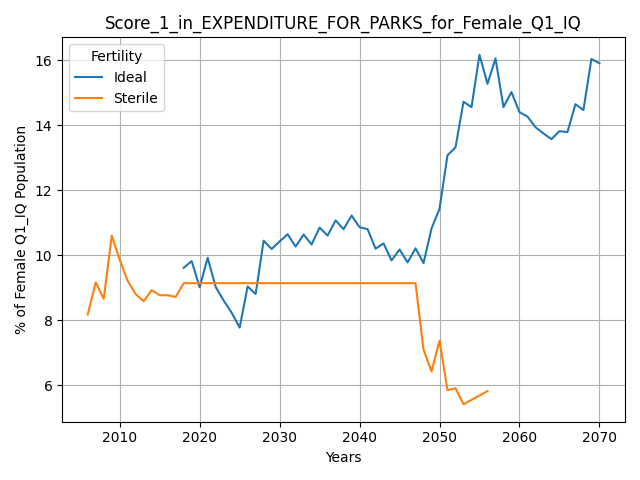 Score_1_in_EXPENDITURE_FOR_PARKS_for_Female_Q1_IQ
Fertility
Ideal
Sterile
% of Female Q1_IQ Population
16
14
12
10
8
6
2010 2020 2030 2040 2050 2060 2070
Years